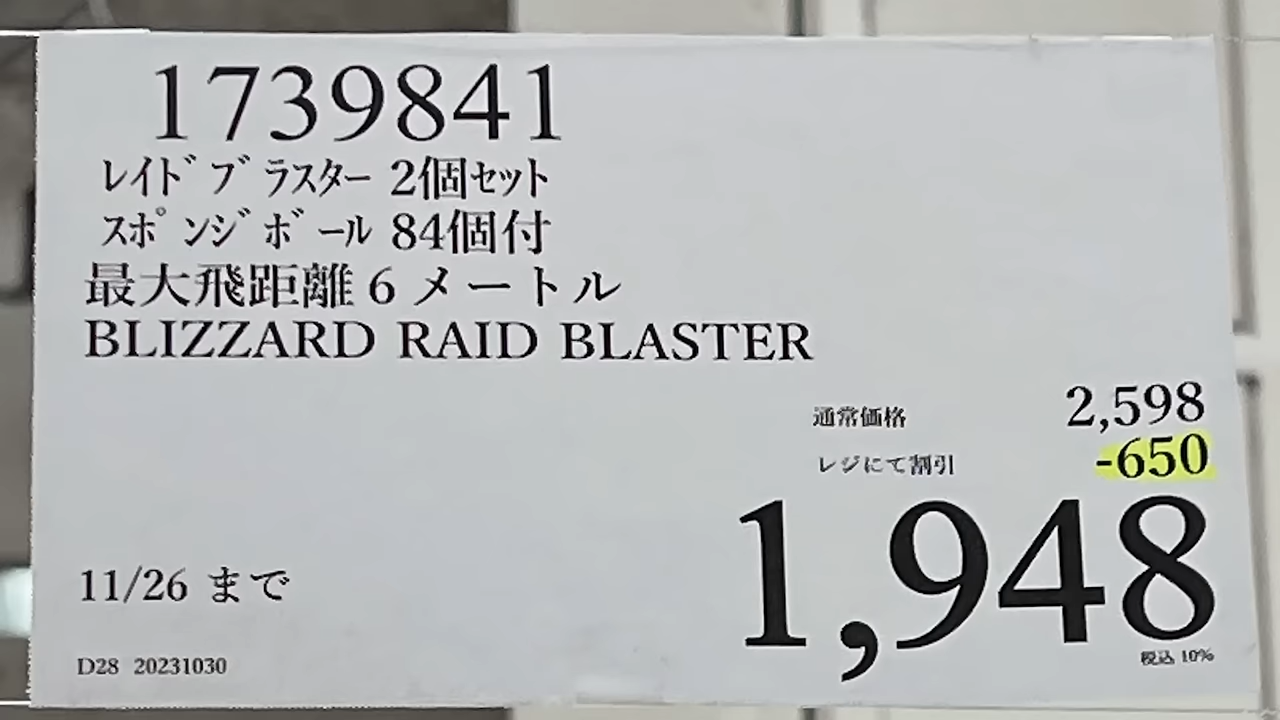 1739841
レイドブラスター 2個セット
スポンジボール 84個付
最大飛距離 6 メートル
BLIZZARD RAID BLASTER
通常価格 2,598
レジにて割引 -650
1,948
税込 10%
11/26 まで
D28 20231030